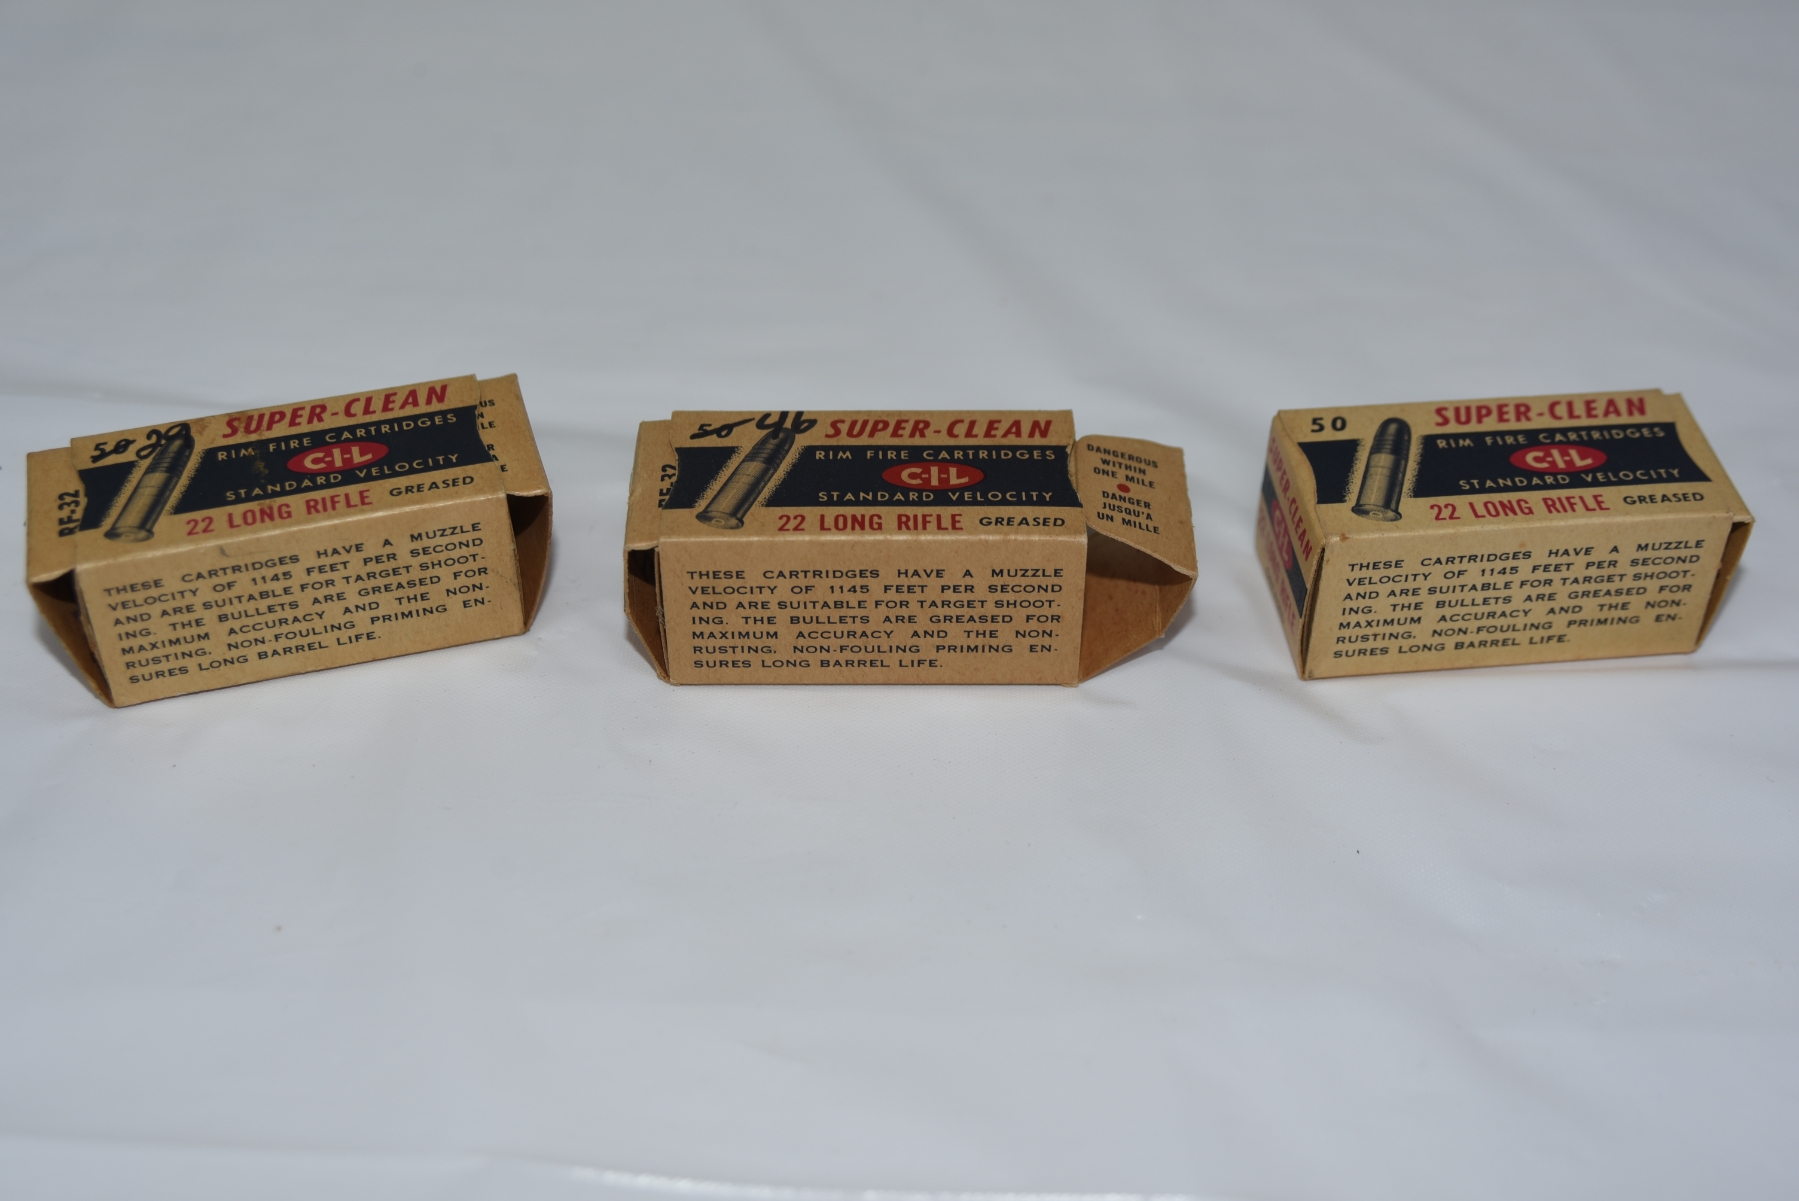 50 29
SUPER-CLEAN
RIM FIRE CARTRIDGES
C-I-L
STANDARD VELOCITY
22 LONG RIFLE GREASED
RF-32
THESE CARTRIDGES HAVE A MUZZLE
VELOCITY OF 1145 FEET PER SECOND
AND ARE SUITABLE FOR TARGET SHOOT-
ING. THE BULLETS ARE GREASED FOR
MAXIMUM ACCURACY AND THE NON-
RUSTING, NON-FOULING PRIMING EN-
SURES LONG BARREL LIFE.
50 46
SUPER-CLEAN
RIM FIRE CARTRIDGES
C-I-L
STANDARD VELOCITY
22 LONG RIFLE GREASED
RF-32
DANGEROUS
WITHIN
ONE MILE
DANGER
JUSQU'A
UN MILLE
THESE CARTRIDGES HAVE A MUZZLE
VELOCITY OF 1145 FEET PER SECOND
AND ARE SUITABLE FOR TARGET SHOOT-
ING. THE BULLETS ARE GREASED FOR
MAXIMUM ACCURACY AND THE NON-
RUSTING, NON-FOULING PRIMING EN-
SURES LONG BARREL LIFE.
50
SUPER-CLEAN
RIM FIRE CARTRIDGES
C-I-L
STANDARD VELOCITY
22 LONG RIFLE GREASED
SUPER-CLEAN
C-I-L
THESE CARTRIDGES HAVE A MUZZLE
VELOCITY OF 1145 FEET PER SECOND
AND ARE SUITABLE FOR TARGET SHOOT-
ING. THE BULLETS ARE GREASED FOR
MAXIMUM ACCURACY AND THE NON-
RUSTING, NON-FOULING PRIMING EN-
SURES LONG BARREL LIFE.